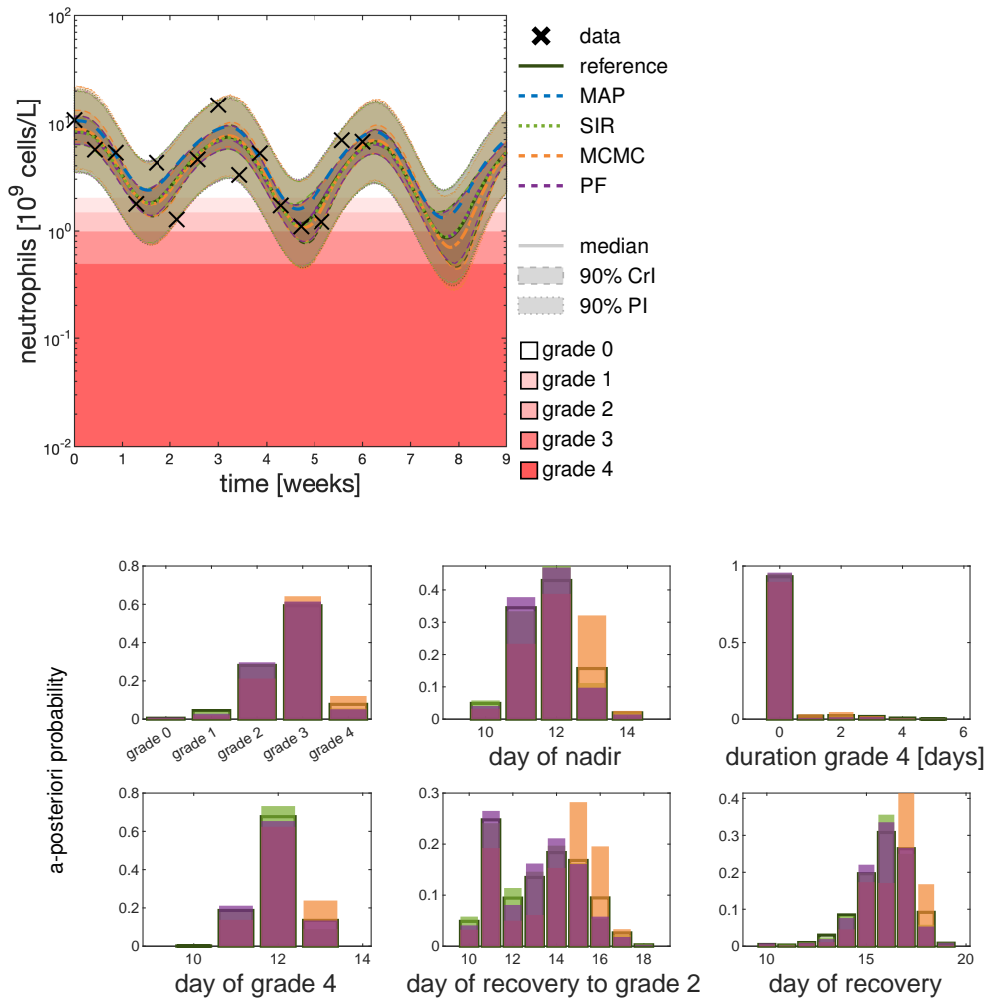 10^2
10^1
10^0
10^-1
10^-2
neutrophils [10^9 cells/L]
0 1 2 3 4 5 6 7 8 9
time [weeks]
data
reference
MAP
SIR
MCMC
PF
median
90% CrI
90% PI
grade 0
grade 1
grade 2
grade 3
grade 4
a-posteriori probability
0.8
0.6
0.4
0.2
0
grade 0 grade 1 grade 2 grade 3 grade 4
0.4
0.3
0.2
0.1
0
10 12 14
day of nadir
1
0.5
0
0 2 4 6
duration grade 4 [days]
0.8
0.6
0.4
0.2
0
10 12 14
day of grade 4
0.3
0.2
0.1
0
10 12 14 16 18
day of recovery to grade 2
0.4
0.3
0.2
0.1
0
10 15 20
day of recovery